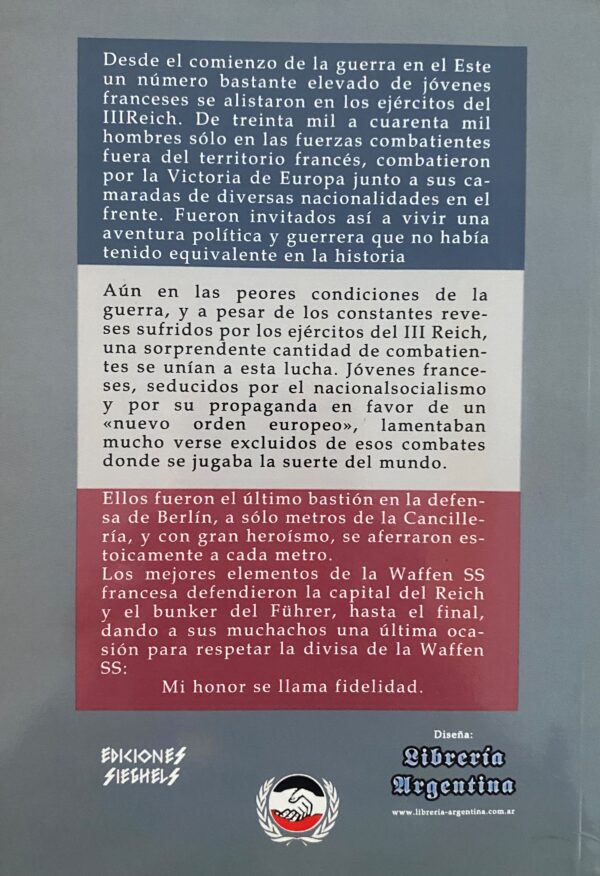 Desde el comienzo de la guerra en el Este
un número bastante elevado de jóvenes
franceses se alistaron en los ejércitos del
IIIReich. De treinta mil a cuarenta mil
hombres sólo en las fuerzas combatientes
fuera del territorio francés, combatieron
por la Victoria de Europa junto a sus ca-
maradas de diversas nacionalidades en el
frente. Fueron invitados así a vivir una
aventura política y guerrera que no había
tenido equivalente en la historia
Aún en las peores condiciones de la
guerra, y a pesar de los constantes reve-
ses sufridos por los ejércitos del III Reich,
una sorprendente cantidad de combatien-
tes se unían a esta lucha. Jóvenes france-
ses, seducidos por el nacionalsocialismo
y por su propaganda en favor de un
«nuevo orden europeo», lamentaban
mucho verse excluidos de esos combates
donde se jugaba la suerte del mundo.
Ellos fueron el último bastión en la defen-
sa de Berlín, a sólo metros de la Cancille-
ría, y con gran heroísmo, se aferraron es-
toicamente a cada metro.
Los mejores elementos de la Waffen SS
francesa defendieron la capital del Reich
y el bunker del Führer, hasta el final,
dando a sus muchachos una última oca-
sión para respetar la divisa de la Waffen
SS:
Mi honor se llama fidelidad.
EDICIONES
SIEGHELS
Diseña:
Librería
Argentina
www.libreria-argentina.com.ar